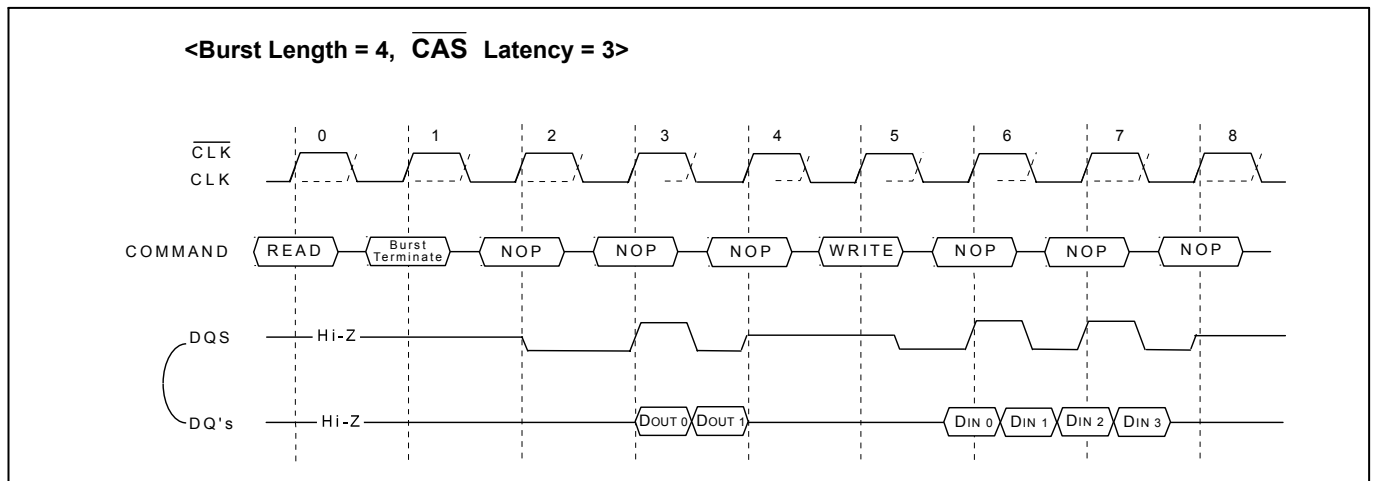 <Burst Length = 4, CAS Latency = 3>
0 1 2 3 4 5 6 7 8
CLK
CLK
COMMAND READ Burst Terminate NOP NOP NOP WRITE NOP NOP NOP
DQS Hi-Z
DQ's Hi-Z DOUT 0 DOUT 1 DIN 0 DIN 1 DIN 2 DIN 3